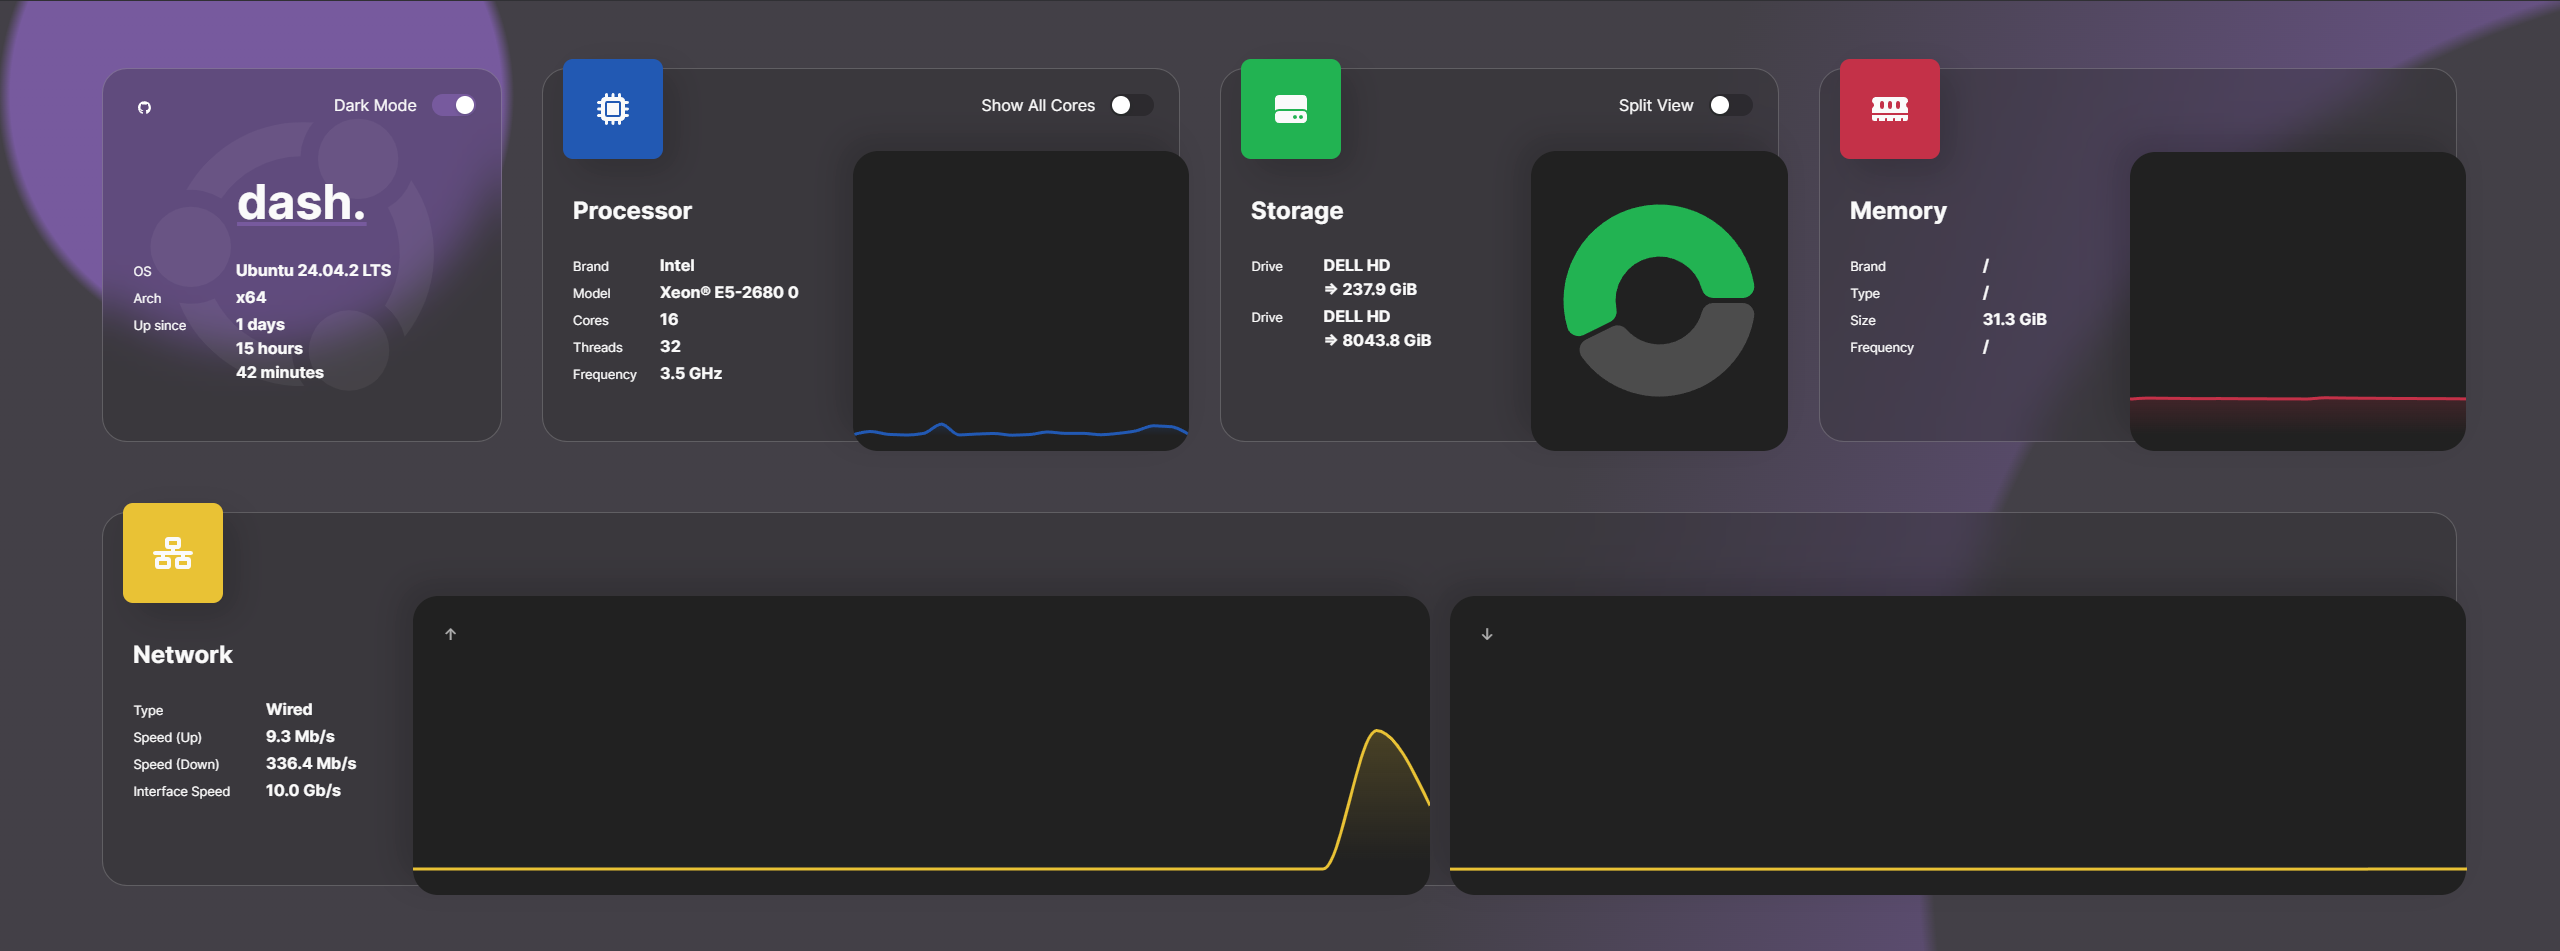 Dark Mode
dash.
OS Ubuntu 24.04.2 LTS
Arch x64
Up since 1 days
15 hours
42 minutes
Show All Cores
Processor
Brand Intel
Model Xeon® E5-2680 0
Cores 16
Threads 32
Frequency 3.5 GHz
Split View
Storage
Drive DELL HD
⇒ 237.9 GiB
Drive DELL HD
⇒ 8043.8 GiB
Memory
Brand /
Type /
Size 31.3 GiB
Frequency /
Network
Type Wired
Speed (Up) 9.3 Mb/s
Speed (Down) 336.4 Mb/s
Interface Speed 10.0 Gb/s